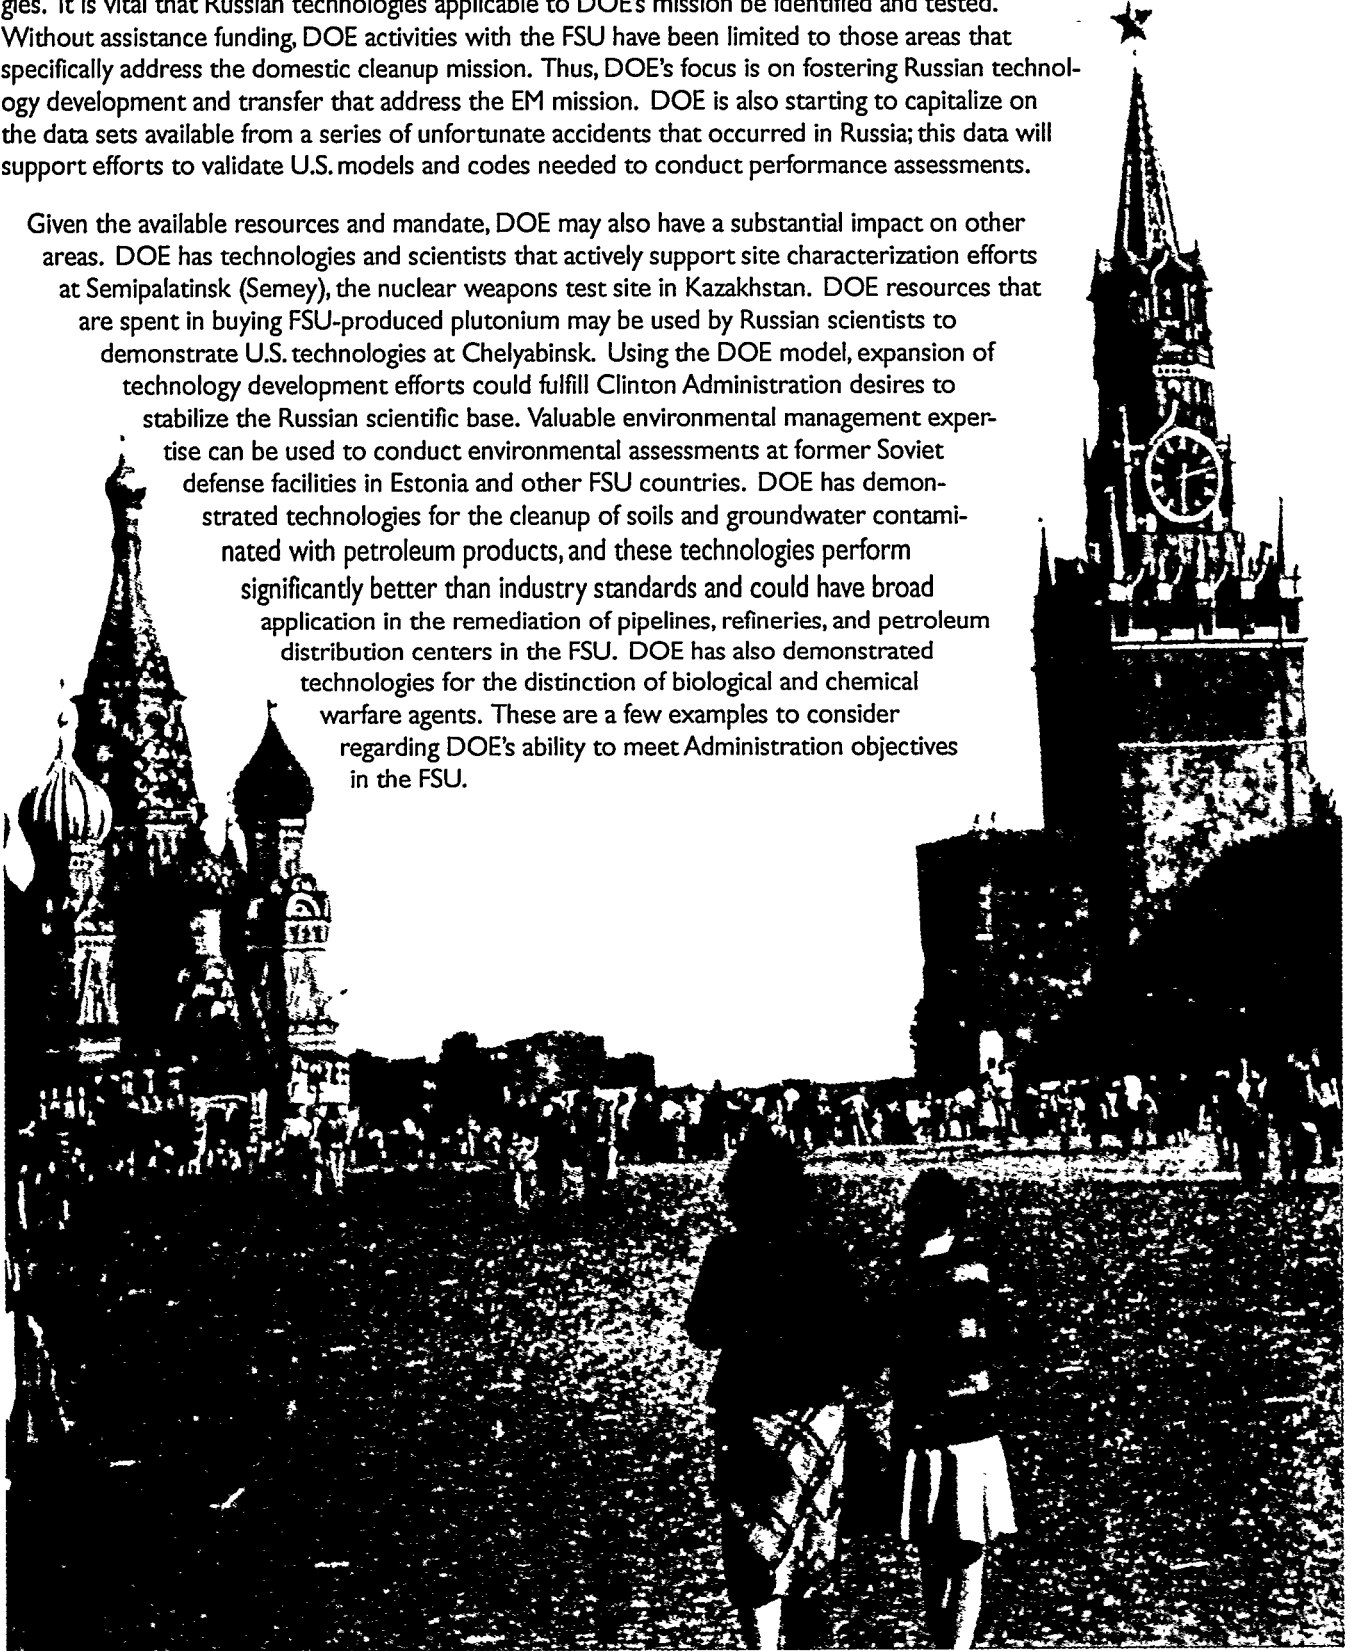 gies. It is vital that Russian technologies applicable to DOE's mission be identified and tested.
Without assistance funding, DOE activities with the FSU have been limited to those areas that
specifically address the domestic cleanup mission. Thus, DOE's focus is on fostering Russian technol-
ogy development and transfer that address the EM mission. DOE is also starting to capitalize on
the data sets available from a series of unfortunate accidents that occurred in Russia; this data will
support efforts to validate U.S. models and codes needed to conduct performance assessments.
Given the available resources and mandate, DOE may also have a substantial impact on other
areas. DOE has technologies and scientists that actively support site characterization efforts
at Semipalatinsk (Semey), the nuclear weapons test site in Kazakhstan. DOE resources that
are spent in buying FSU-produced plutonium may be used by Russian scientists to
demonstrate U.S. technologies at Chelyabinsk. Using the DOE model, expansion of
technology development efforts could fulfill Clinton Administration desires to
stabilize the Russian scientific base. Valuable environmental management exper-
tise can be used to conduct environmental assessments at former Soviet
defense facilities in Estonia and other FSU countries. DOE has demon-
strated technologies for the cleanup of soils and groundwater contami-
nated with petroleum products, and these technologies perform
significantly better than industry standards and could have broad
application in the remediation of pipelines, refineries, and petroleum
distribution centers in the FSU. DOE has also demonstrated
technologies for the distinction of biological and chemical
warfare agents. These are a few examples to consider
regarding DOE's ability to meet Administration objectives
in the FSU.